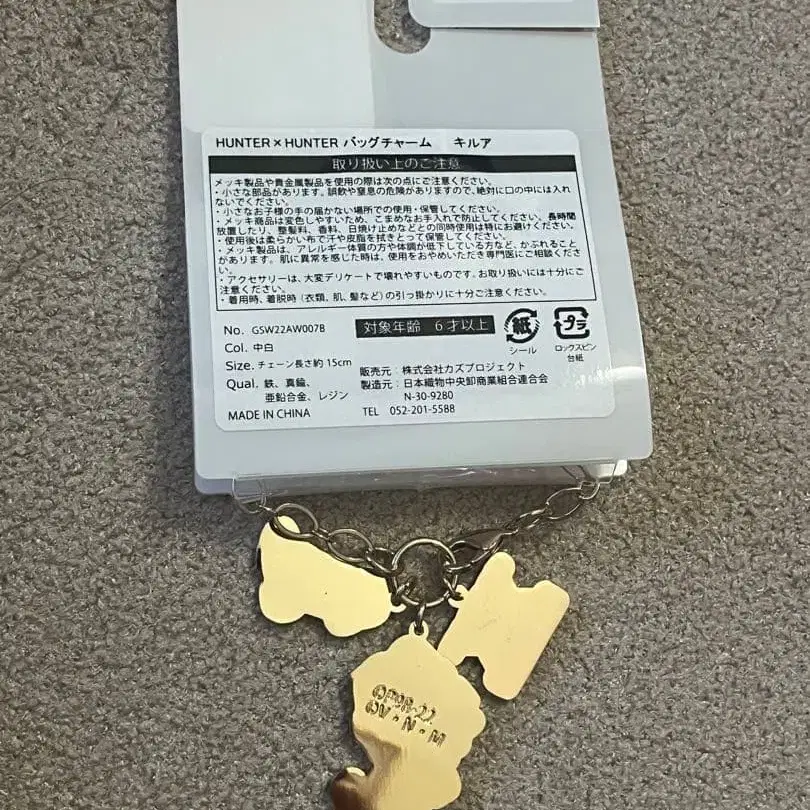 HUNTER×HUNTER バッグチャーム キルア
取り扱い上のご注意
メッキ製品や貴金属製品を使用の際は次の点にご注意ください。
・小さな部品があります。誤飲や窒息の危険がありますので、絶対に口の中には入れ
ないでください。
・小さなお子様の手の届かない場所での使用・保管してください。
・メッキ商品は変色しやすいため、こまめなお手入れで防止してください。長時間
放置したり、整髪料、香料、日焼け止めなどとの同時使用は特にお避けください。
・使用後は柔らかい布で汗や皮脂を拭きとって保管してください。
・メッキ製品は、アレルギー体質の方や体調が低下している方など、かぶれること
があります。肌に異常を感じた時は、使用をおやめいただき専門医にご相談くださ
い。
・アクセサリーは、大変デリケートで壊れやすいものです。お取り扱いには十分にご
注意ください。
・着用時、着脱時（衣類、肌、髪など）の引っ掛かりに十分ご注意ください。
No. GSW22AW007B
Col. 中白
Size. チェーン長さ約 15cm
Qual. 鉄、真鍮、
亜鉛合金、レジン
MADE IN CHINA
対象年齢 6才以上
紙
シール
プラ
ロックスピン
台紙
販売元：株式会社カズプロジェクト
製造元：日本織物中央卸商業組合連合会
N-30-9280
TEL 052-201-5588
©P08-22
©V・N・M